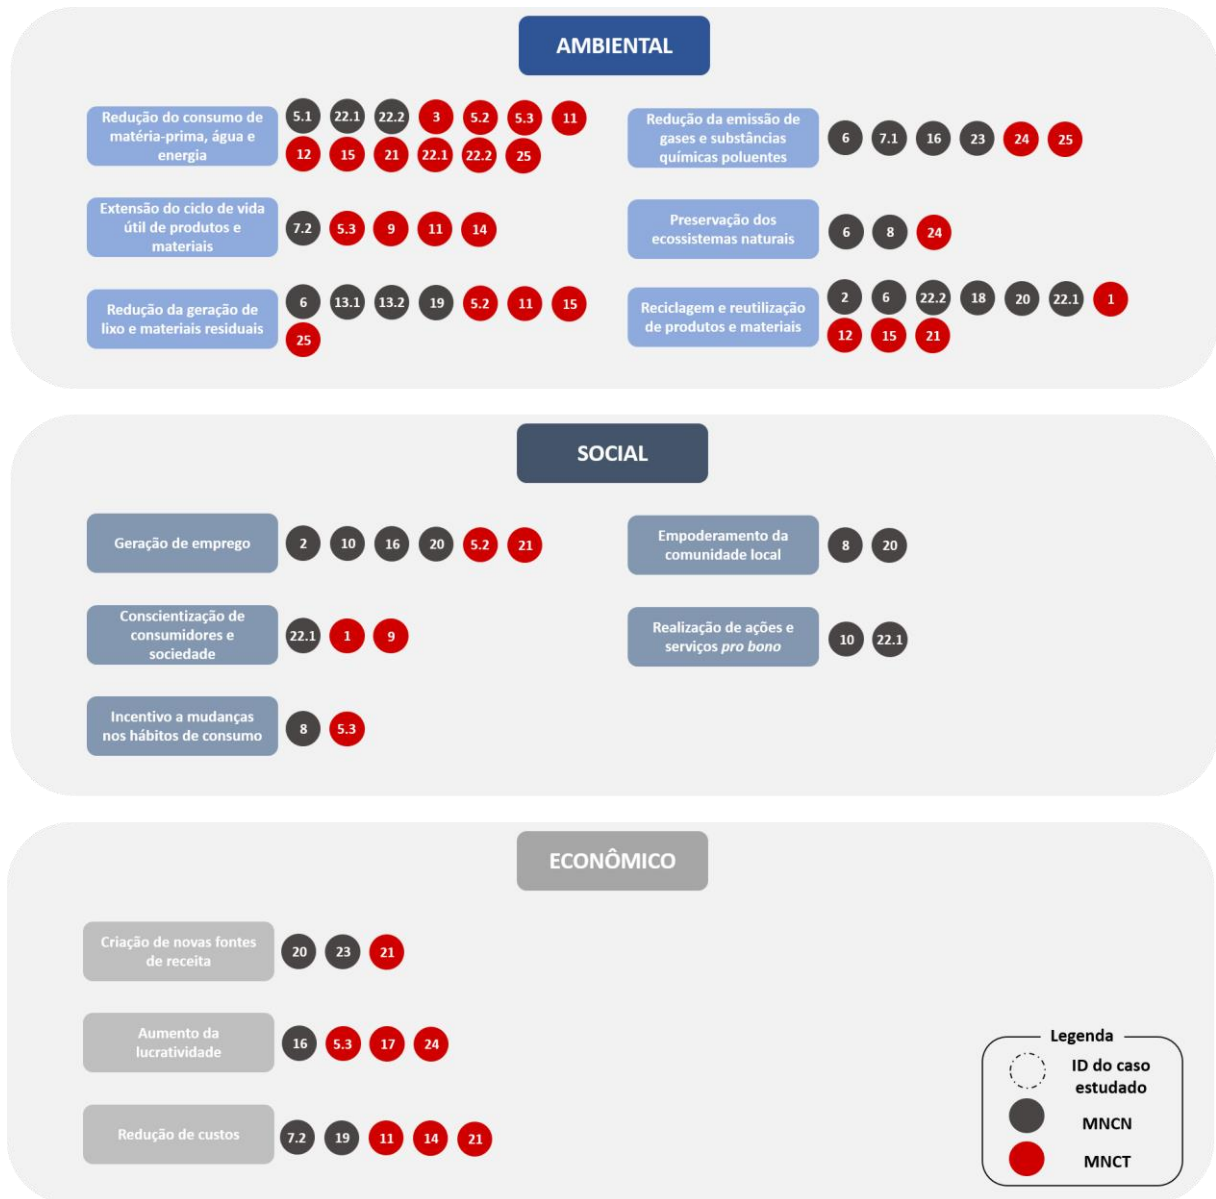 AMBIENTAL
Redução do consumo de
matéria-prima, água e
energia
5.1 22.1 22.2 3 5.2 5.3 11
12 15 21 22.1 22.2 25
Redução da emissão de
gases e substâncias
químicas poluentes
6 7.1 16 23 24 25
Extensão do ciclo de vida
útil de produtos e
materiais
7.2 5.3 9 11 14
Preservação dos
ecossistemas naturais
6 8 24
Redução da geração de
lixo e materiais residuais
6 13.1 13.2 19 5.2 11 15
25
Reciclagem e reutilização
de produtos e materiais
2 6 22.2 18 20 22.1 1
12 15 21
SOCIAL
Geração de emprego
2 10 16 20 5.2 21
Empoderamento da
comunidade local
8 20
Conscientização de
consumidores e
sociedade
22.1 1 9
Realização de ações e
serviços pro bono
10 22.1
Incentivo a mudanças
nos hábitos de consumo
8 5.3
ECONÔMICO
Criação de novas fontes
de receita
20 23 21
Aumento da
lucratividade
16 5.3 17 24
Redução de custos
7.2 19 11 14 21
Legenda
ID do caso
estudado
MNCN
MNCT